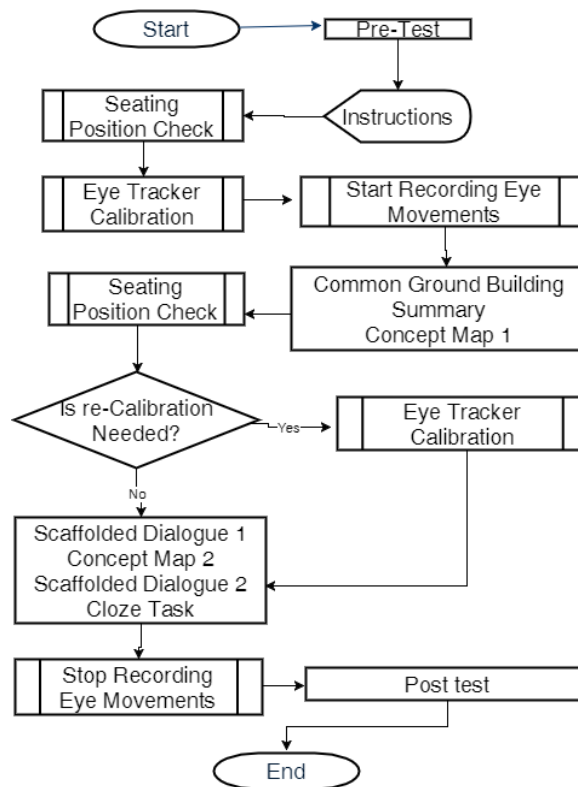 Start
Pre-Test
Instructions
Seating
Position Check
Eye Tracker
Calibration
Start Recording Eye
Movements
Common Ground Building
Summary
Concept Map 1
Seating
Position Check
Is re-Calibration
Needed?
Yes
Eye Tracker
Calibration
No
Scaffolded Dialogue 1
Concept Map 2
Scaffolded Dialogue 2
Cloze Task
Stop Recording
Eye Movements
Post test
End